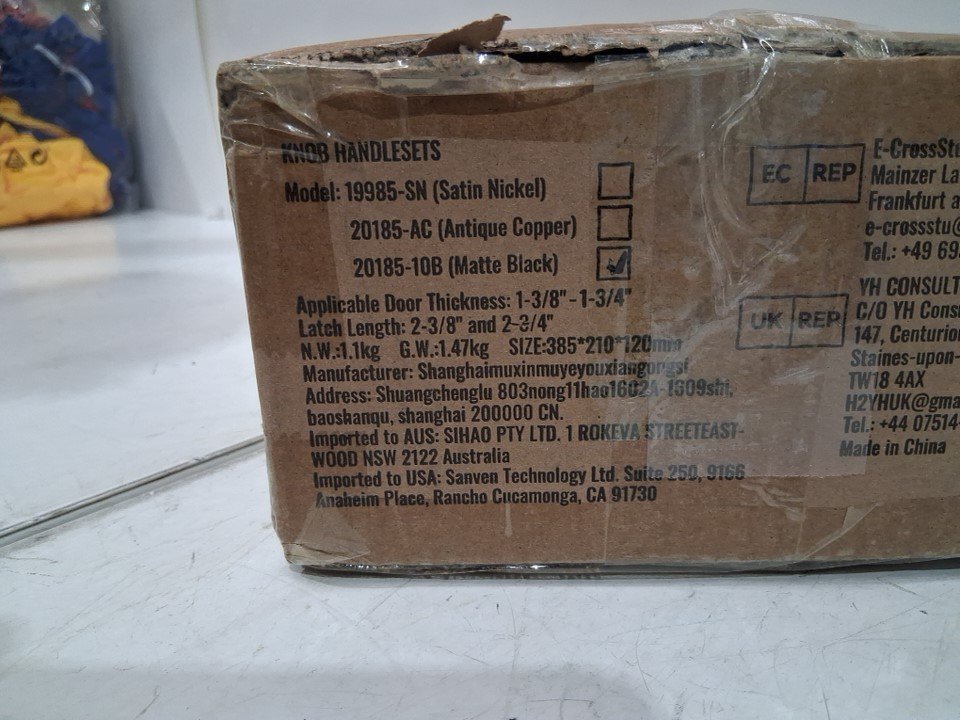 KNOB HANDLESETS
Model: 19985-SN (Satin Nickel)
20185-AC (Antique Copper)
20185-10B (Matte Black)
Applicable Door Thickness: 1-3/8" - 1-3/4"
Latch Length: 2-3/8" and 2-3/4"
N.W.:1.1kg G.W.:1.47kg SIZE:385*210*120mm
Manufacturer: Shanghaimuxinmuyeyouxiangongsi
Address: Shuangchenglu 803nong11hao1602A-1609shi,
baoshanqu, shanghai 200000 CN.
Imported to AUS: SIHAO PTY LTD. 1 ROKEVA STREETEAST-
WOOD NSW 2122 Australia
Imported to USA: Sanven Technology Ltd. Suite 250, 9166
Anaheim Place, Rancho Cucamonga, CA 91730
EC REP
E-CrossStu
Mainzer La
Frankfurt a
e-crossstu@
Tel.: +49 69
UK REP
YH CONSULT
C/O YH Cons
147, Centurion
Staines-upon-
TW18 4AX
H2YHUK@gma
Tel.: +44 07514-
Made in China